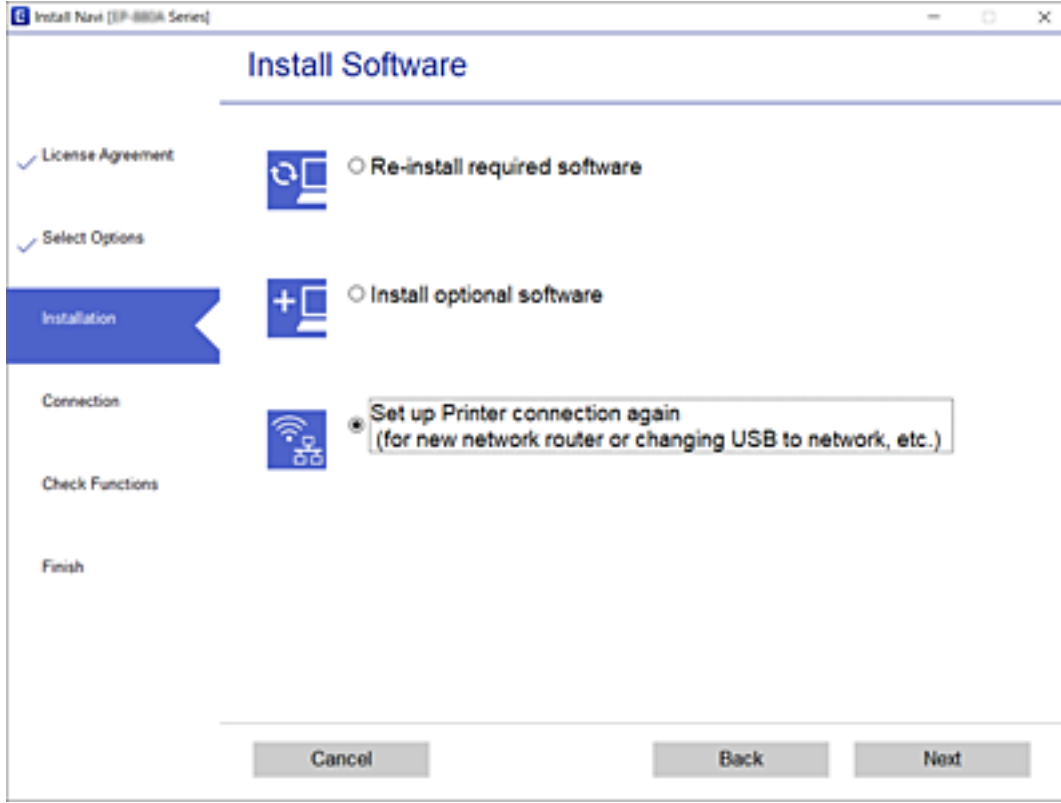 Install Navi [EP-880A Series]
Install Software
License Agreement
Select Options
Installation
Connection
Check Functions
Finish
Re-install required software
Install optional software
Set up Printer connection again
(for new network router or changing USB to network, etc.)
Cancel
Back
Next